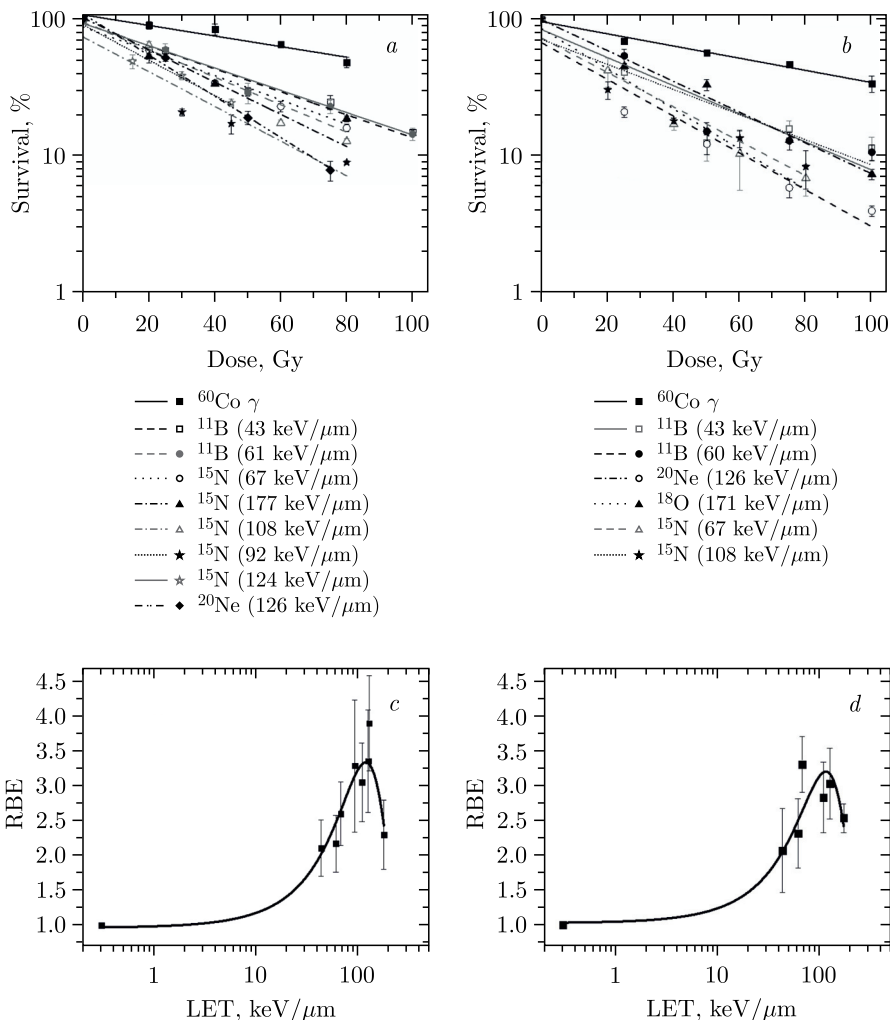 100
10
1
Survival, %
a
0 20 40 60 80 100
Dose, Gy
100
10
1
Survival, %
b
0 20 40 60 80 100
Dose, Gy
⁶⁰Co γ
¹¹B (43 keV/μm)
¹¹B (61 keV/μm)
¹⁵N (67 keV/μm)
¹⁵N (177 keV/μm)
¹⁵N (108 keV/μm)
¹⁵N (92 keV/μm)
¹⁵N (124 keV/μm)
²⁰Ne (126 keV/μm)
⁶⁰Co γ
¹¹B (43 keV/μm)
¹¹B (60 keV/μm)
²⁰Ne (126 keV/μm)
¹⁸O (171 keV/μm)
¹⁵N (67 keV/μm)
¹⁵N (108 keV/μm)
4.5
4.0
3.5
3.0
2.5
2.0
1.5
1.0
RBE
c
1 10 100
LET, keV/μm
4.5
4.0
3.5
3.0
2.5
2.0
1.5
1.0
RBE
d
1 10 100
LET, keV/μm